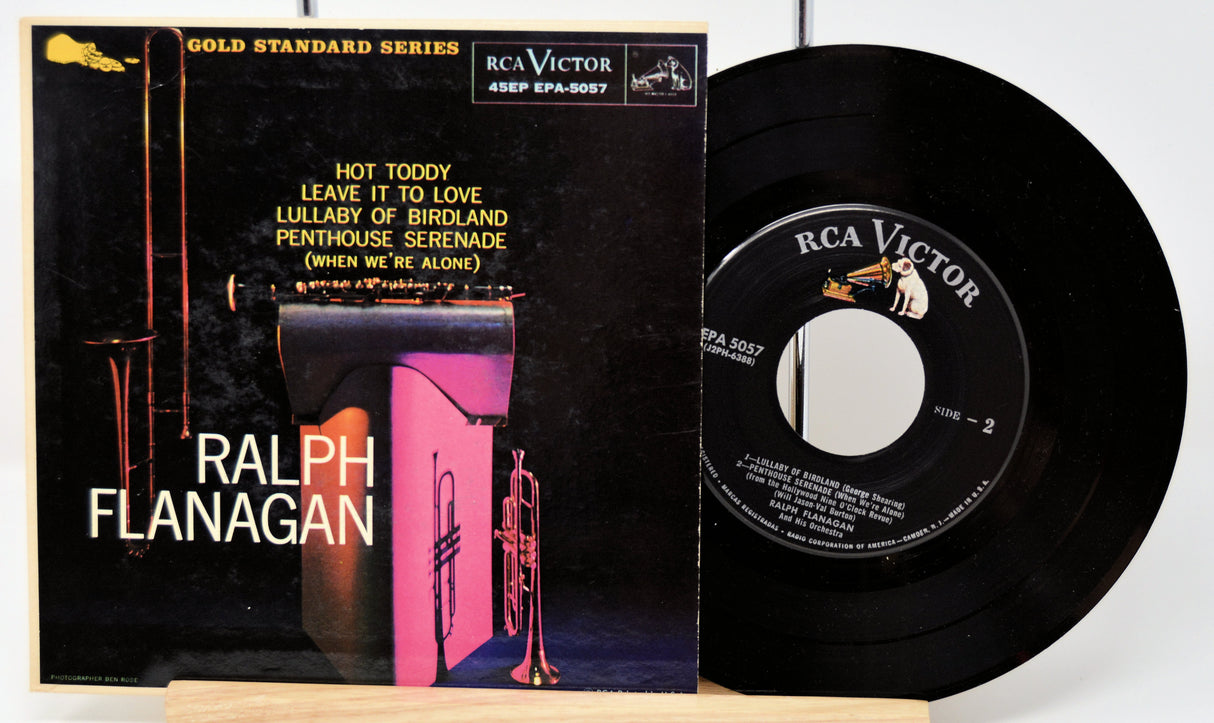 GOLD STANDARD SERIES
RCA VICTOR
45EP EPA-5057
HOT TODDY
LEAVE IT TO LOVE
LULLABY OF BIRDLAND
PENTHOUSE SERENADE
(WHEN WE'RE ALONE)
RALPH
FLANAGAN
PHOTOGRAPHER BEN ROSE
RCA VICTOR
EPA 5057
(J2PH-6388)
SIDE - 2
1—LULLABY OF BIRDLAND (George Shearing)
2—PENTHOUSE SERENADE (When We're Alone)
(from the Hollywood Nine O'Clock Revue)
(Will Jason-Val Burton)
RALPH FLANAGAN
And His Orchestra
MARCAS REGISTRADAS • RADIO CORPORATION OF AMERICA—CAMDEN, N. J.—MADE IN U.S.A.